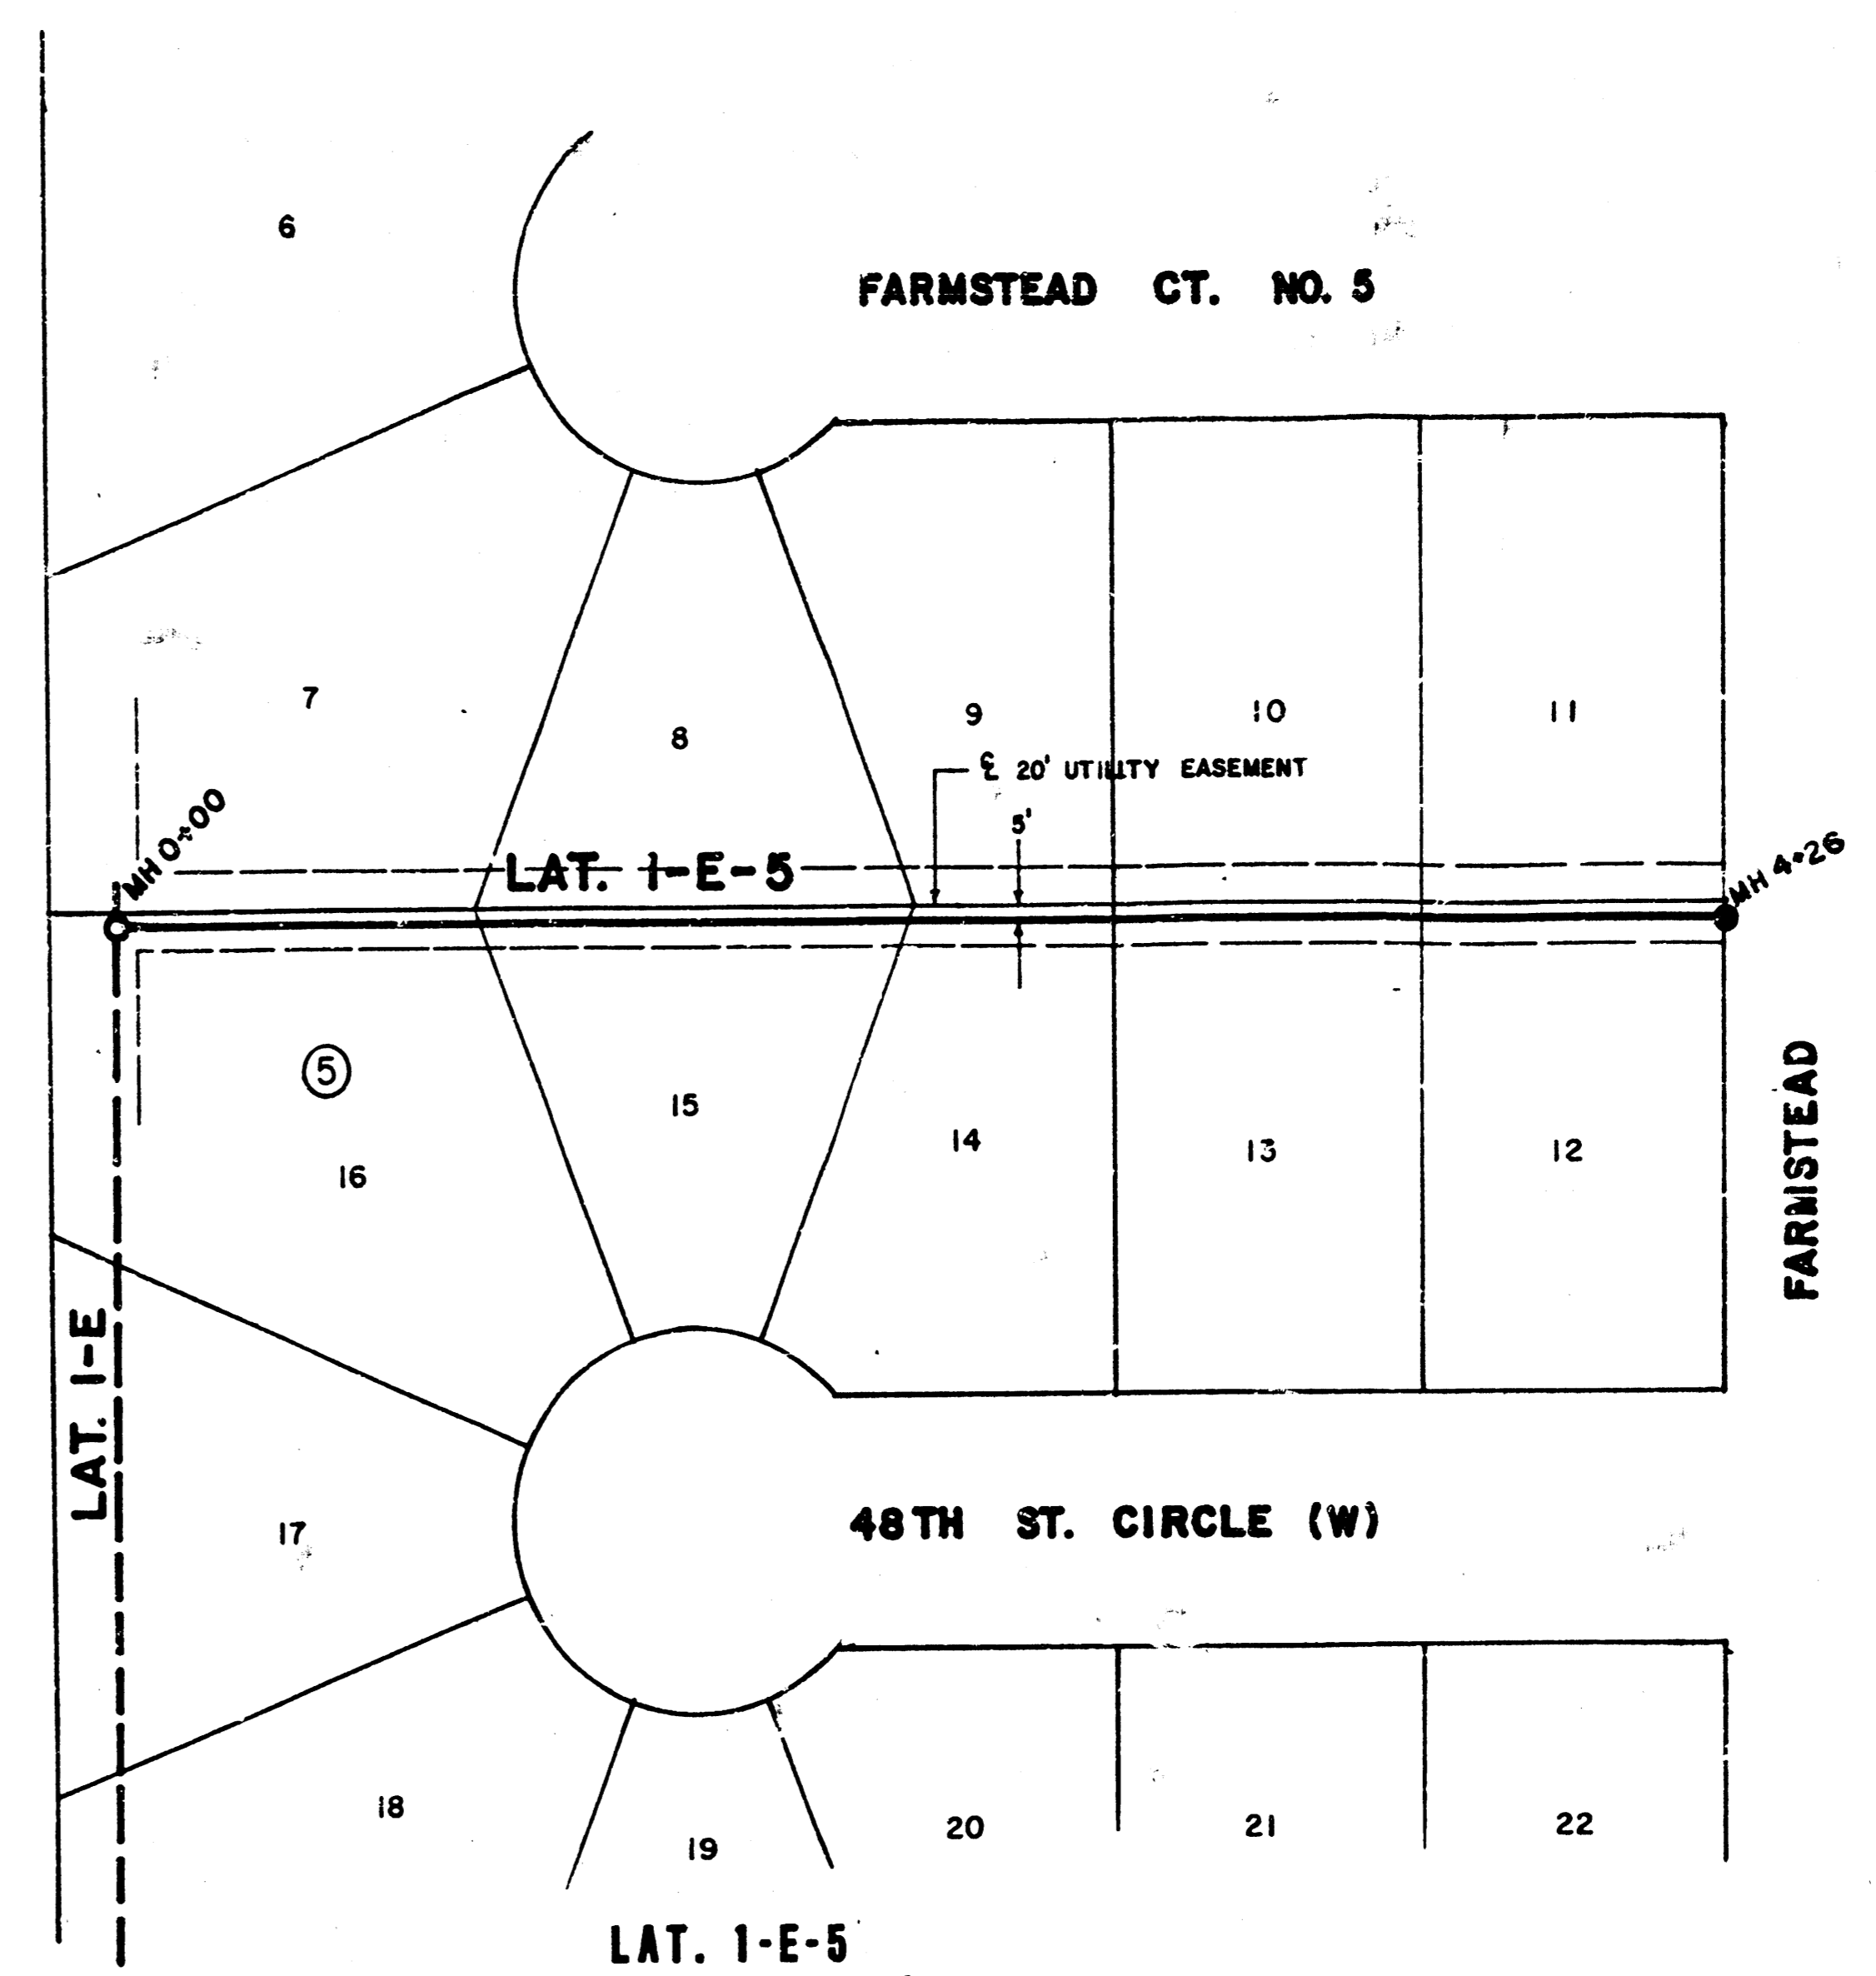 6
FARMSTEAD CT. NO. 5
7
8
9
10
11
℄ 20' UTILITY EASEMENT
5'
MH 0+00
LAT. 1-E-5
MH 4+26
5
15
14
13
12
16
FARMSTEAD
LAT. 1-E
17
48TH ST. CIRCLE (W)
18
19
20
21
22
LAT. 1-E-5